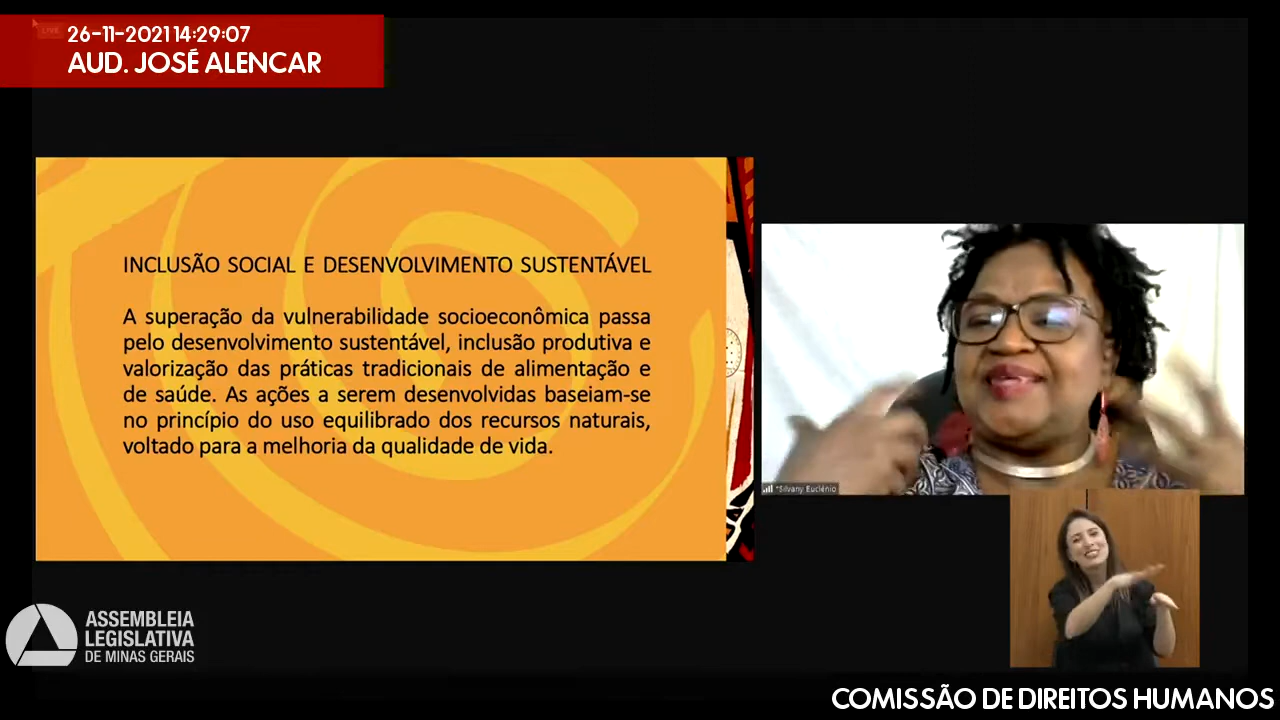 LIVE
26-11-2021 14:29:07
AUD. JOSÉ ALENCAR
INCLUSÃO SOCIAL E DESENVOLVIMENTO SUSTENTÁVEL
A superação da vulnerabilidade socioeconômica passa
pelo desenvolvimento sustentável, inclusão produtiva e
valorização das práticas tradicionais de alimentação e
de saúde. As ações a serem desenvolvidas baseiam-se
no princípio do uso equilibrado dos recursos naturais,
voltado para a melhoria da qualidade de vida.
*Silvany Euclênio
ASSEMBLEIA
LEGISLATIVA
DE MINAS GERAIS
COMISSÃO DE DIREITOS HUMANOS